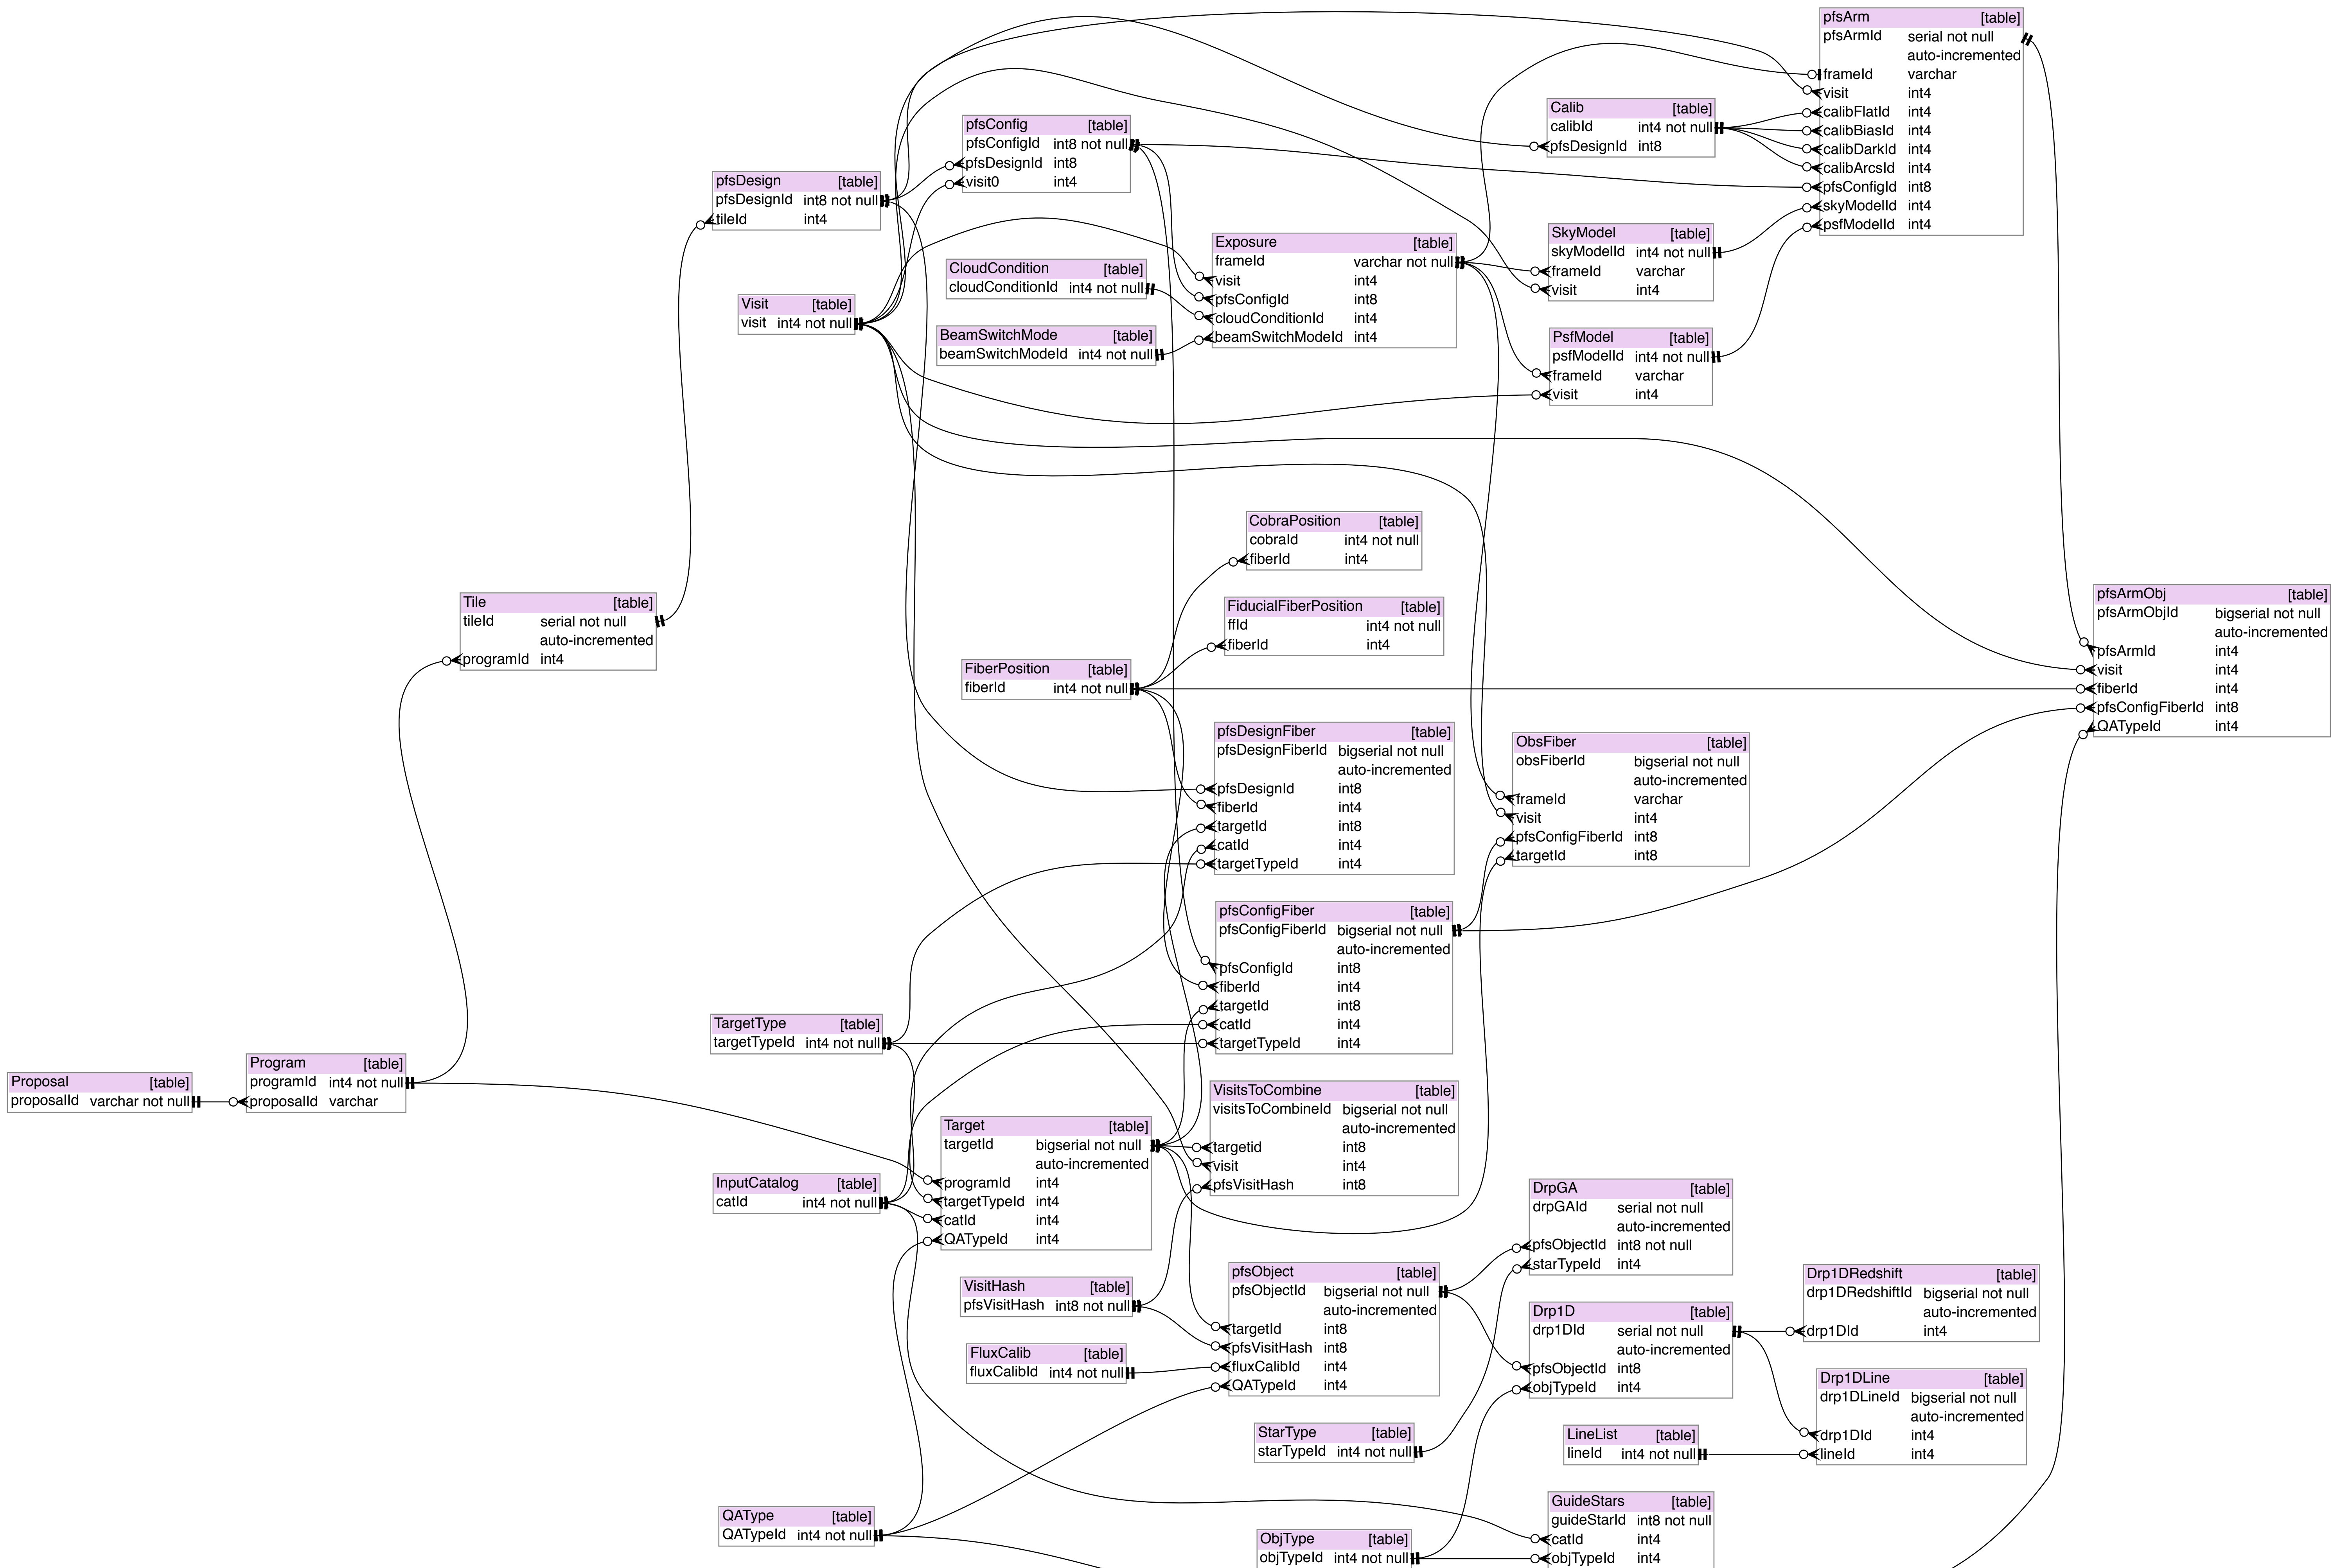 pfsArm [table]
pfsArmId serial not null
auto-incremented
frameId varchar
visit int4
calibFlatId int4
calibBiasId int4
calibDarkId int4
calibArcsId int4
pfsConfigId int8
skyModelId int4
psfModelId int4
Calib [table]
calibId int4 not null
pfsDesignId int8
pfsConfig [table]
pfsConfigId int8 not null
pfsDesignId int8
visit0 int4
pfsDesign [table]
pfsDesignId int8 not null
tileId int4
SkyModel [table]
skyModelId int4 not null
frameId varchar
visit int4
Exposure [table]
frameId varchar not null
visit int4
pfsConfigId int8
cloudConditionId int4
beamSwitchModeId int4
CloudCondition [table]
cloudConditionId int4 not null
Visit [table]
visit int4 not null
BeamSwitchMode [table]
beamSwitchModeId int4 not null
PsfModel [table]
psfModelId int4 not null
frameId varchar
visit int4
CobraPosition [table]
cobraId int4 not null
fiberId int4
pfsArmObj [table]
pfsArmObjId bigserial not null
auto-incremented
pfsArmId int4
visit int4
fiberId int4
pfsConfigFiberId int8
QATypeId int4
Tile [table]
tileId serial not null
auto-incremented
programId int4
FiducialFiberPosition [table]
ffId int4 not null
fiberId int4
FiberPosition [table]
fiberId int4 not null
pfsDesignFiber [table]
pfsDesignFiberId bigserial not null
auto-incremented
pfsDesignId int8
fiberId int4
targetId int8
catId int4
targetTypeId int4
ObsFiber [table]
obsFiberId bigserial not null
auto-incremented
frameId varchar
visit int4
pfsConfigFiberId int8
targetId int8
pfsConfigFiber [table]
pfsConfigFiberId bigserial not null
auto-incremented
pfsConfigId int8
fiberId int4
targetId int8
catId int4
targetTypeId int4
TargetType [table]
targetTypeId int4 not null
Program [table]
programId int4 not null
proposalId varchar
Proposal [table]
proposalId varchar not null
VisitsToCombine [table]
visitsToCombineId bigserial not null
auto-incremented
targetid int8
visit int4
pfsVisitHash int8
Target [table]
targetId bigserial not null
auto-incremented
programId int4
targetTypeId int4
catId int4
QATypeId int4
InputCatalog [table]
catId int4 not null
DrpGA [table]
drpGAId serial not null
auto-incremented
pfsObjectId int8 not null
starTypeId int4
pfsObject [table]
pfsObjectId bigserial not null
auto-incremented
targetId int8
pfsVisitHash int8
fluxCalibId int4
QATypeId int4
Drp1DRedshift [table]
drp1DRedshiftId bigserial not null
auto-incremented
drp1DId int4
VisitHash [table]
pfsVisitHash int8 not null
Drp1D [table]
drp1DId serial not null
auto-incremented
pfsObjectId int8
objTypeId int4
FluxCalib [table]
fluxCalibId int4 not null
Drp1DLine [table]
drp1DLineId bigserial not null
auto-incremented
drp1DId int4
lineId int4
StarType [table]
starTypeId int4 not null
LineList [table]
lineId int4 not null
GuideStars [table]
guideStarId int8 not null
catId int4
objTypeId int4
QAType [table]
QATypeId int4 not null
ObjType [table]
objTypeId int4 not null